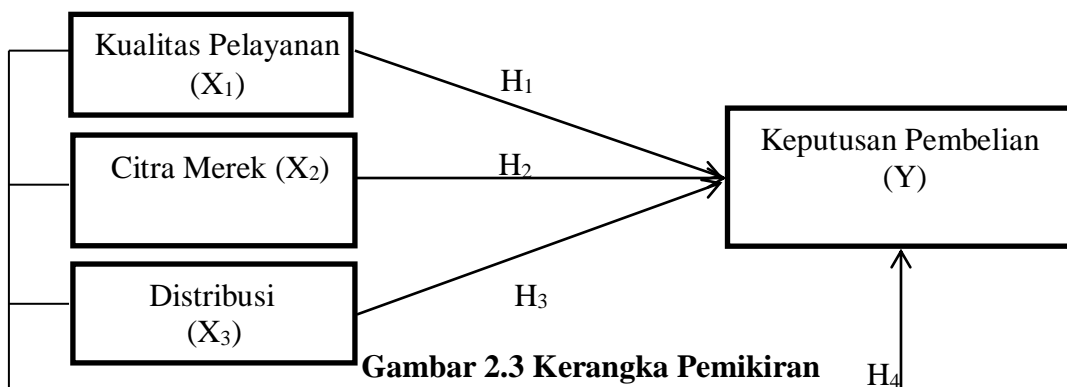 Kualitas Pelayanan
(X₁)
H₁
Citra Merek (X₂)
H₂
Keputusan Pembelian
(Y)
Distribusi
(X₃)
H₃
Gambar 2.3 Kerangka Pemikiran
H₄